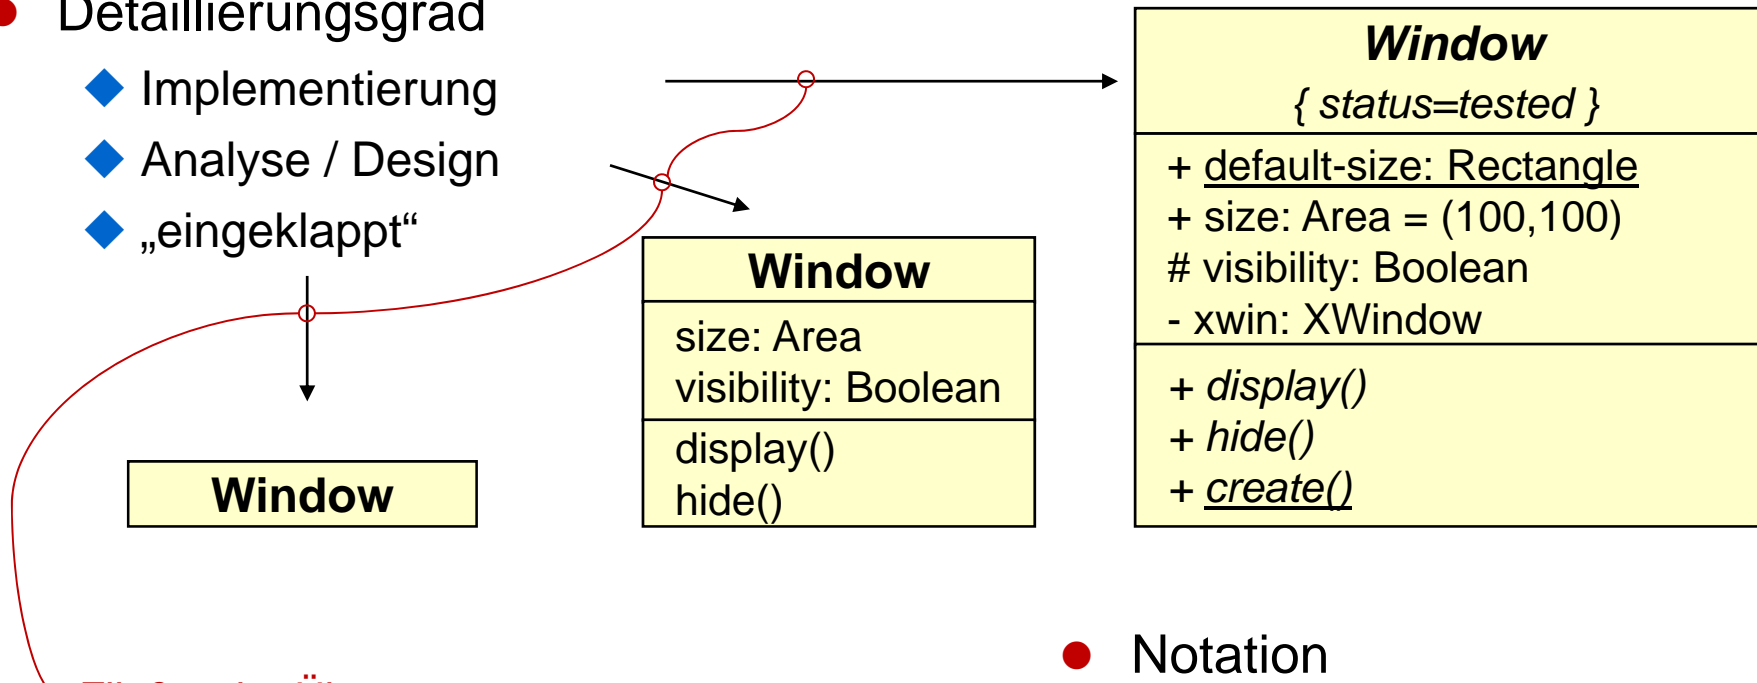 Detaillierungsgrad
Implementierung
Analyse / Design
„eingeklappt“
Window
Window
size: Area
visibility: Boolean
display()
hide()
Window
{ status=tested }
+ default-size: Rectangle
+ size: Area = (100,100)
# visibility: Boolean
- xwin: XWindow
+ display()
+ hide()
+ create()
Notation